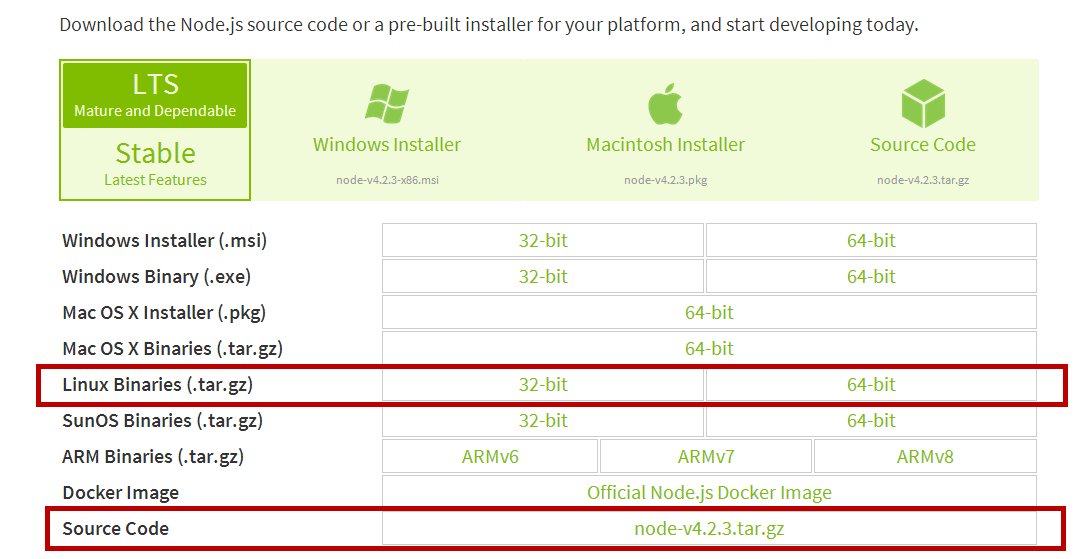 Download the Node.js source code or a pre-built installer for your platform, and start developing today.
LTS
Mature and Dependable
Stable
Latest Features
Windows Installer
node-v4.2.3-x86.msi
Macintosh Installer
node-v4.2.3.pkg
Source Code
node-v4.2.3.tar.gz
Windows Installer (.msi) 32-bit 64-bit
Windows Binary (.exe) 32-bit 64-bit
Mac OS X Installer (.pkg) 64-bit
Mac OS X Binaries (.tar.gz) 64-bit
Linux Binaries (.tar.gz) 32-bit 64-bit
SunOS Binaries (.tar.gz) 32-bit 64-bit
ARM Binaries (.tar.gz) ARMv6 ARMv7 ARMv8
Docker Image Official Node.js Docker Image
Source Code node-v4.2.3.tar.gz